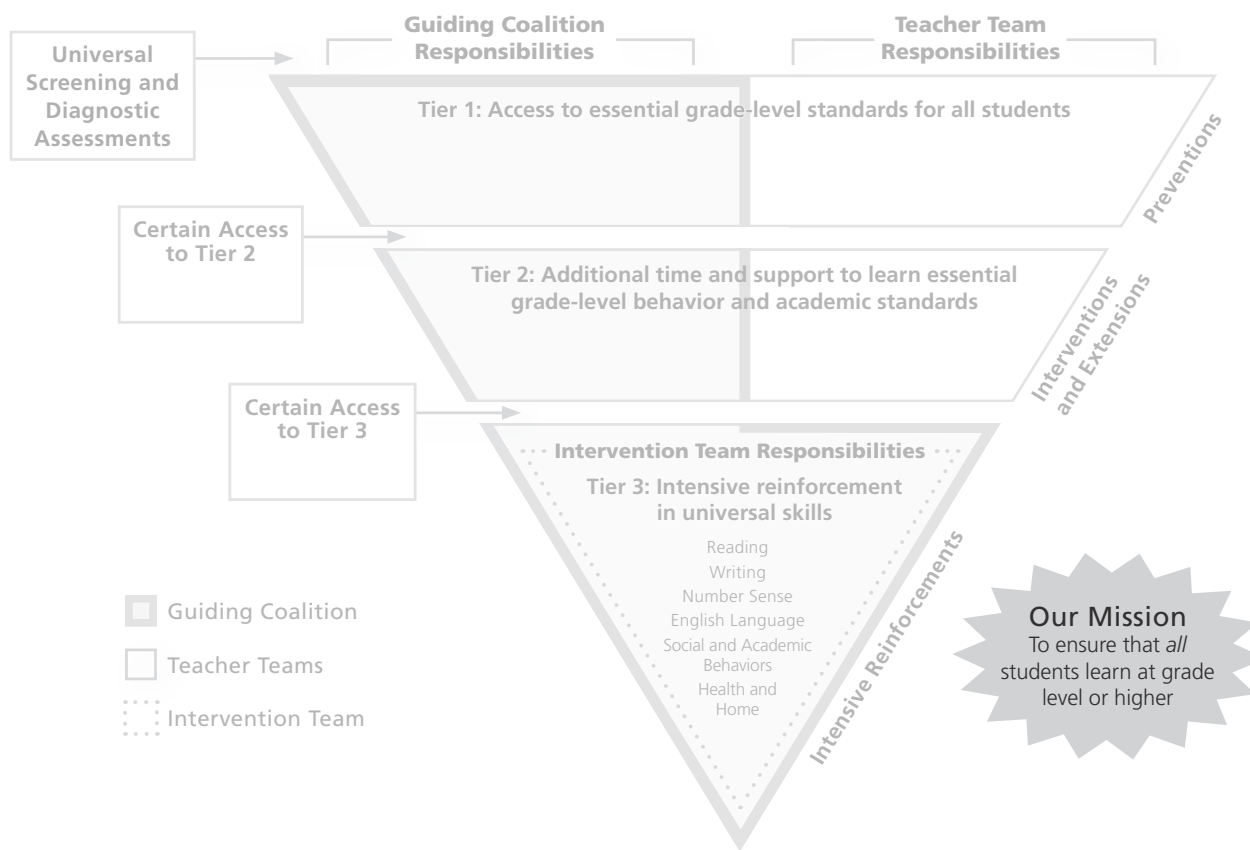 Guiding Coalition
Responsibilities
Teacher Team
Responsibilities
Universal
Screening and
Diagnostic
Assessments
Tier 1: Access to essential grade-level standards for all students
Preventions
Certain Access
to Tier 2
Tier 2: Additional time and support to learn essential
grade-level behavior and academic standards
Interventions
and Extensions
Certain Access
to Tier 3
Intervention Team Responsibilities
Tier 3: Intensive reinforcement
in universal skills
Reading
Writing
Number Sense
English Language
Social and Academic
Behaviors
Health and
Home
Intensive Reinforcements
Guiding Coalition
Teacher Teams
Intervention Team
Our Mission
To ensure that all
students learn at grade
level or higher